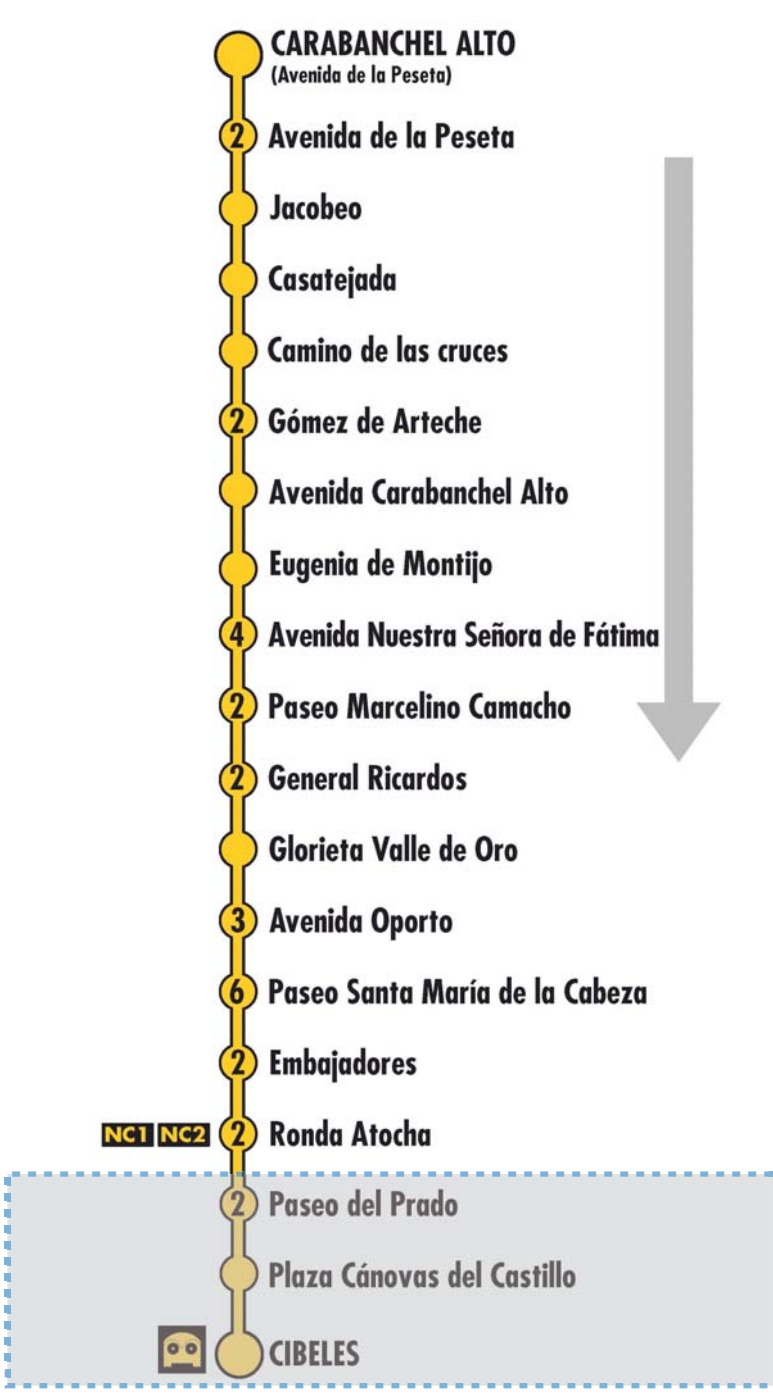 CARABANCHEL ALTO
(Avenida de la Peseta)
2 Avenida de la Peseta
Jacobeo
Casatejada
Camino de las cruces
2 Gómez de Arteche
Avenida Carabanchel Alto
Eugenia de Montijo
4 Avenida Nuestra Señora de Fátima
2 Paseo Marcelino Camacho
2 General Ricardos
Glorieta Valle de Oro
3 Avenida Oporto
6 Paseo Santa María de la Cabeza
2 Embajadores
NC1 NC2 2 Ronda Atocha
2 Paseo del Prado
Plaza Cánovas del Castillo
CIBELES